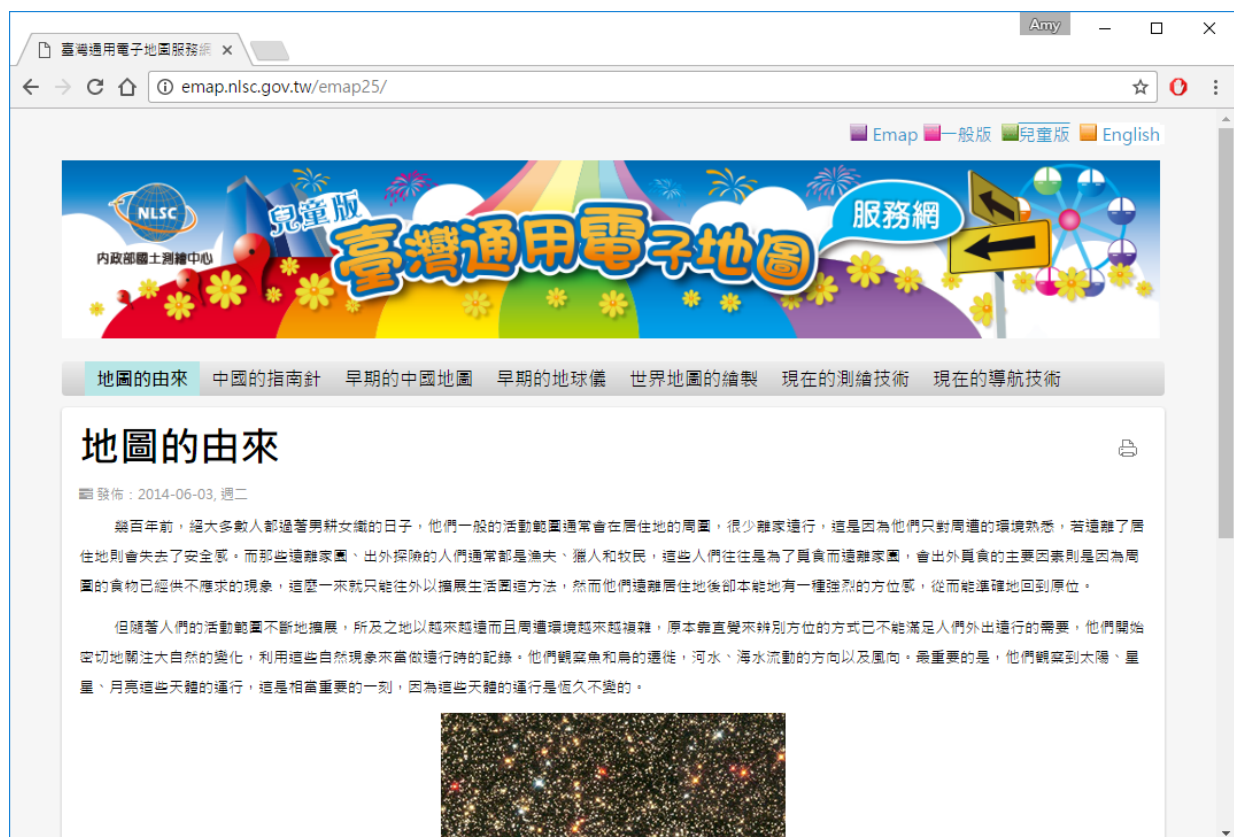 Amy
臺灣通用電子地圖服務網
emap.nlsc.gov.tw/emap25/
Emap 一般版 兒童版 English
NLSC
內政部國土測繪中心
兒童版
臺灣通用電子地圖
服務網
地圖的由來 中國的指南針 早期的中國地圖 早期的地球儀 世界地圖的繪製 現在的測繪技術 現在的導航技術
地圖的由來
發佈:2014-06-03, 週二
幾百年前,絕大多數人都過著男耕女織的日子,他們一般的活動範圍通常會在居住地的周圍,很少離家遠行,這是因為他們只對周遭的環境熟悉,若遠離了居
住地則會失去了安全感。而那些遠離家園、出外探險的人們通常都是漁夫、獵人和牧民,這些人們往往是為了覓食而遠離家園,會出外覓食的主要因素則是因為周
圍的食物已經供不應求的現象,這麼一來就只能往外以擴展生活圈這方法,然而他們遠離居住地後卻本能地有一種強烈的方位感,從而能準確地回到原位。
但隨著人們的活動範圍不斷地擴展,所及之地以越來越遠而且周遭環境越來越複雜,原本靠直覺來辨別方位的方式已不能滿足人們外出遠行的需要,他們開始
密切地關注大自然的變化,利用這些自然現象來當做遠行時的記錄。他們觀察魚和鳥的遷徙,河水、海水流動的方向以及風向。最重要的是,他們觀察到太陽、星
星、月亮這些天體的運行,這是相當重要的一刻,因為這些天體的運行是恆久不變的。